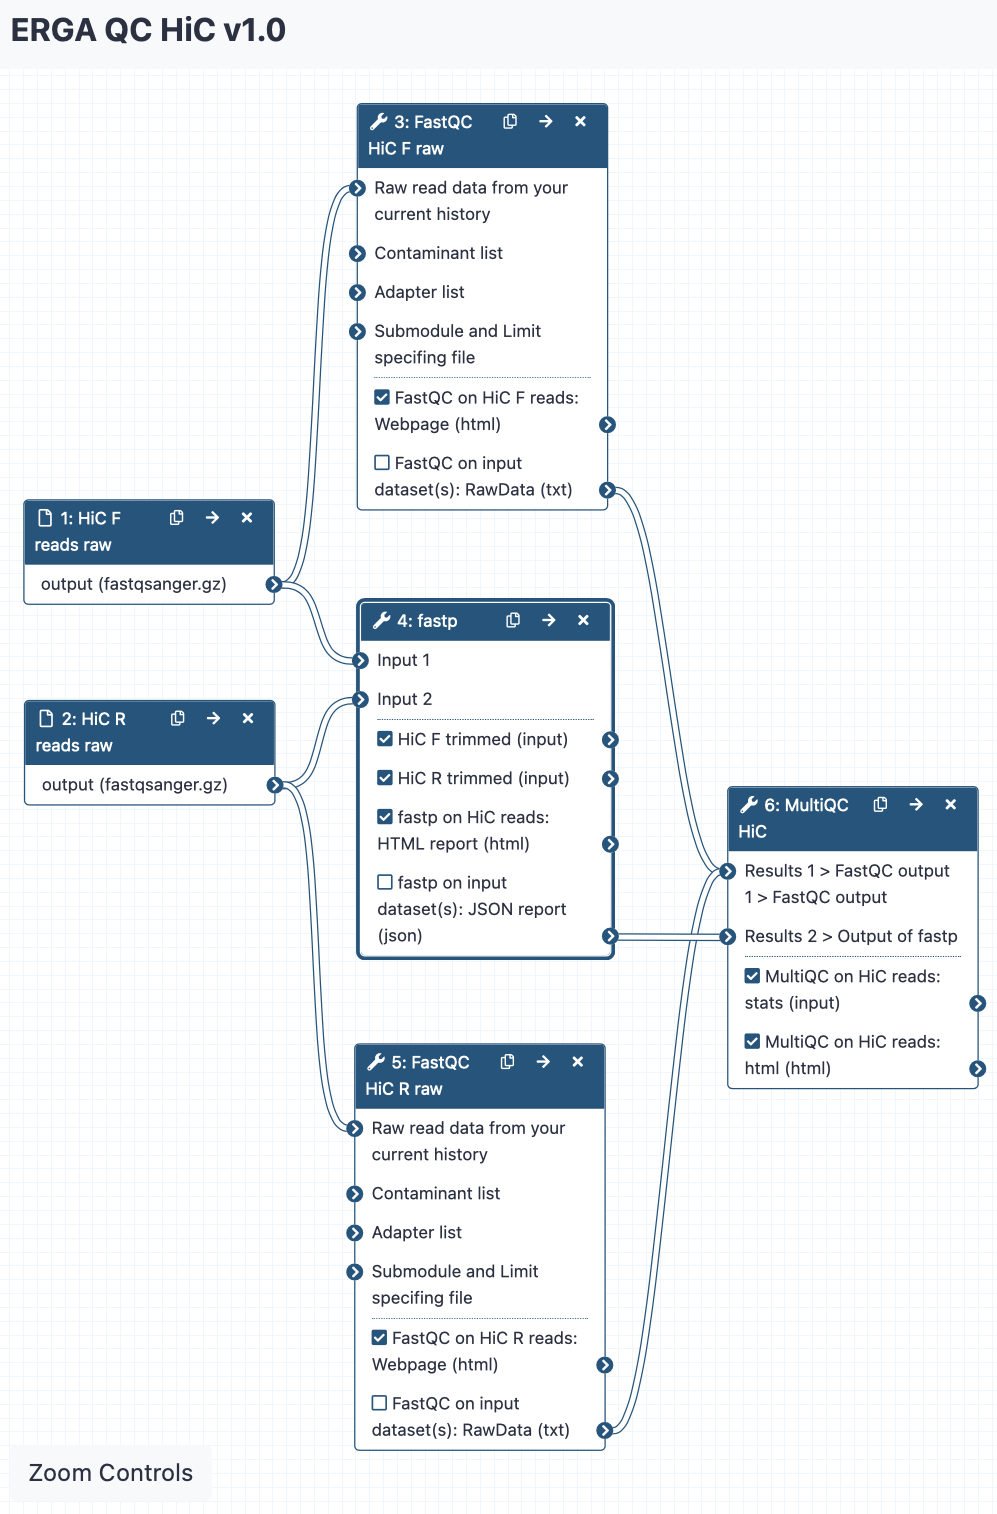 ERGA QC HiC v1.0
3: FastQC
HiC F raw
Raw read data from your
current history
Contaminant list
Adapter list
Submodule and Limit
specifing file
FastQC on HiC F reads:
Webpage (html)
FastQC on input
dataset(s): RawData (txt)
1: HiC F
reads raw
output (fastqsanger.gz)
4: fastp
Input 1
Input 2
HiC F trimmed (input)
HiC R trimmed (input)
fastp on HiC reads:
HTML report (html)
fastp on input
dataset(s): JSON report
(json)
2: HiC R
reads raw
output (fastqsanger.gz)
6: MultiQC
HiC
Results 1 > FastQC output
1 > FastQC output
Results 2 > Output of fastp
MultiQC on HiC reads:
stats (input)
MultiQC on HiC reads:
html (html)
5: FastQC
HiC R raw
Raw read data from your
current history
Contaminant list
Adapter list
Submodule and Limit
specifing file
FastQC on HiC R reads:
Webpage (html)
FastQC on input
dataset(s): RawData (txt)
Zoom Controls